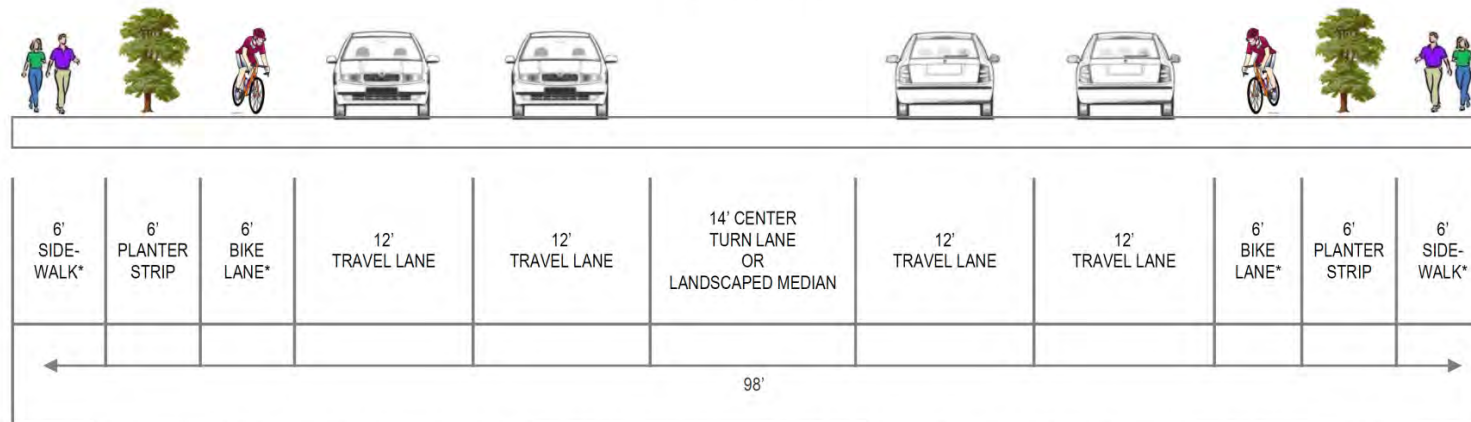 6’
SIDE-
WALK*
6’
PLANTER
STRIP
6’
BIKE
LANE*
12’
TRAVEL LANE
12’
TRAVEL LANE
14’ CENTER
TURN LANE
OR
LANDSCAPED MEDIAN
12’
TRAVEL LANE
12’
TRAVEL LANE
6’
BIKE
LANE*
6’
PLANTER
STRIP
6’
SIDE-
WALK*
98’